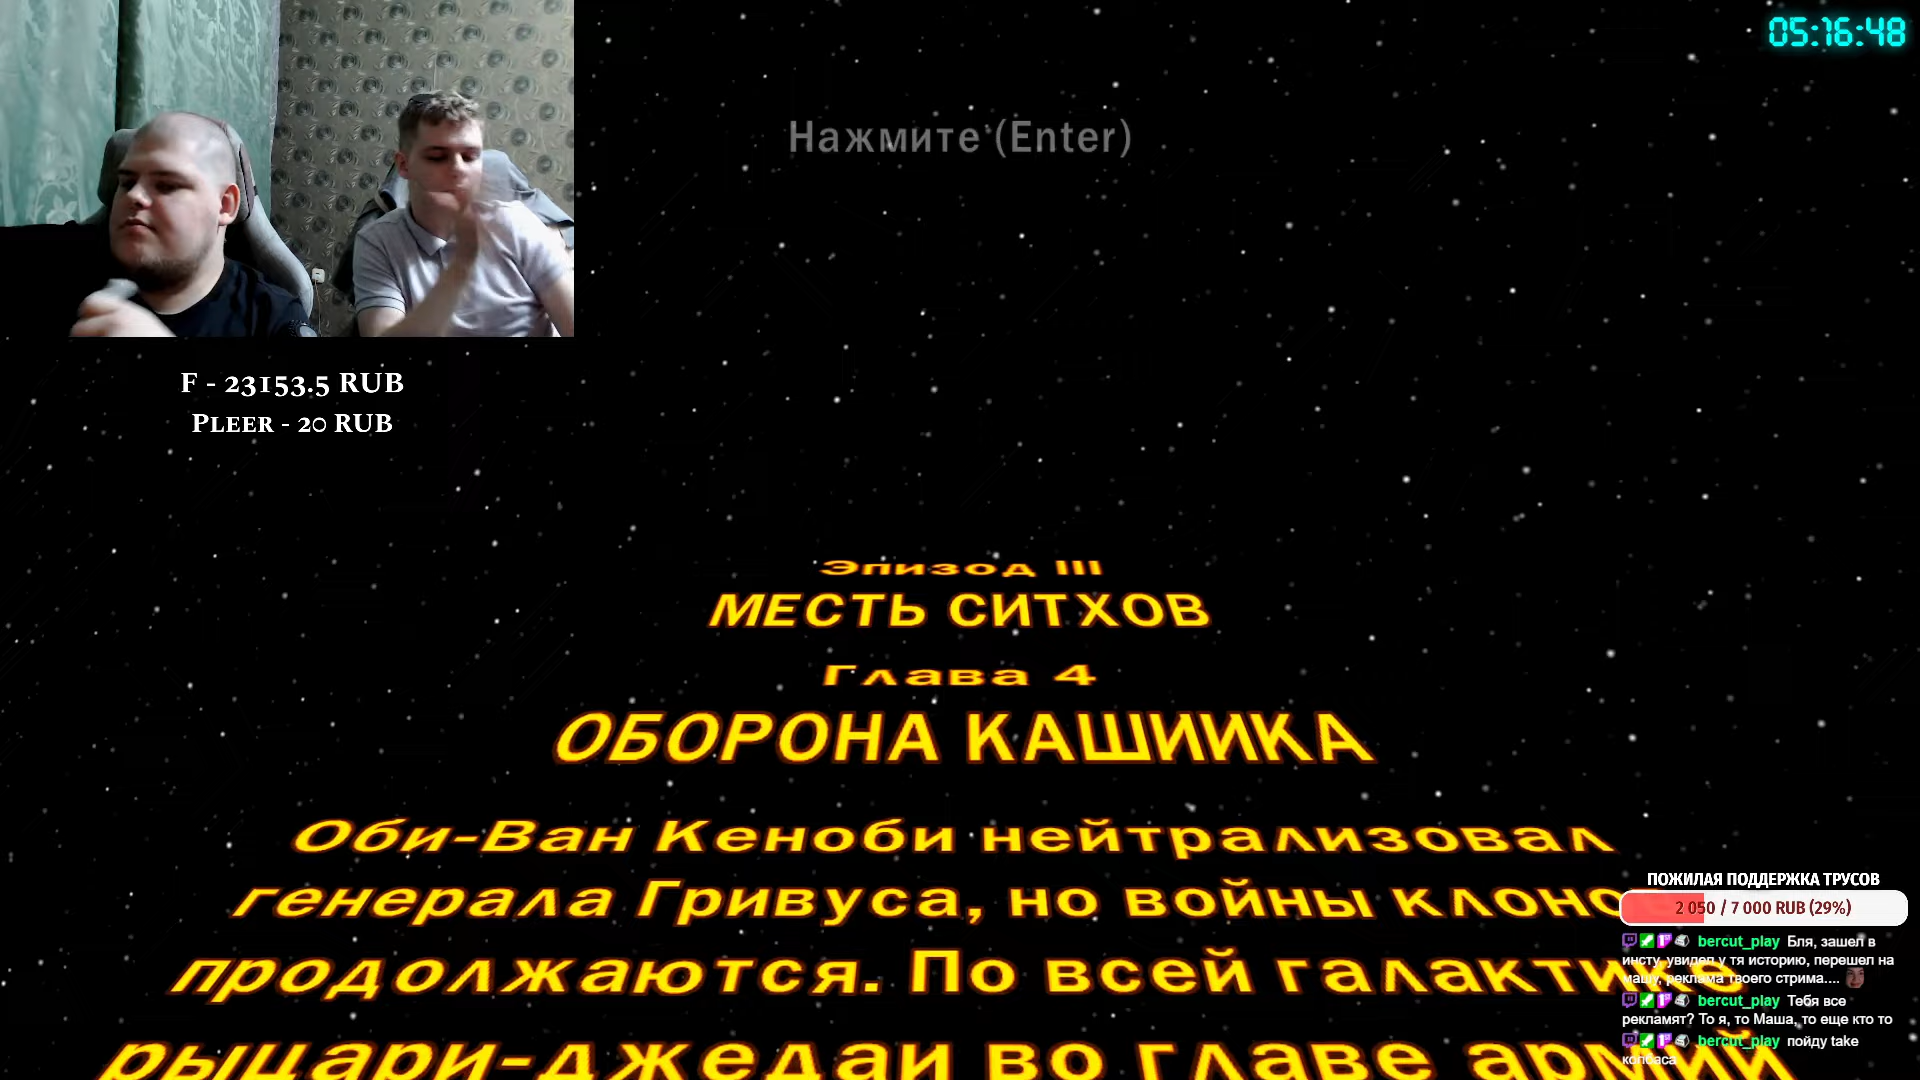 05:16:48
Нажмите (Enter)
F - 23153.5 RUB
Pleer - 20 RUB
Эпизод III
МЕСТЬ СИТХОВ
Глава 4
ОБОРОНА КАШИИКА
Оби-Ван Кеноби нейтрализовал
генерала Гривуса, но войны клоно
продолжаются. По всей галактике
рыцари-джедаи во главе армий
ПОЖИЛАЯ ПОДДЕРЖКА ТРУСОВ
2 050 / 7 000 RUB (29%)
bercut_play Бля, зашел в
инсту, увидел у тя историю, перешел на
машу, реклама твоего стрима....
bercut_play Тебя все
рекламят? То я, то Маша, то еще кто то
bercut_play пойду take
колбаса